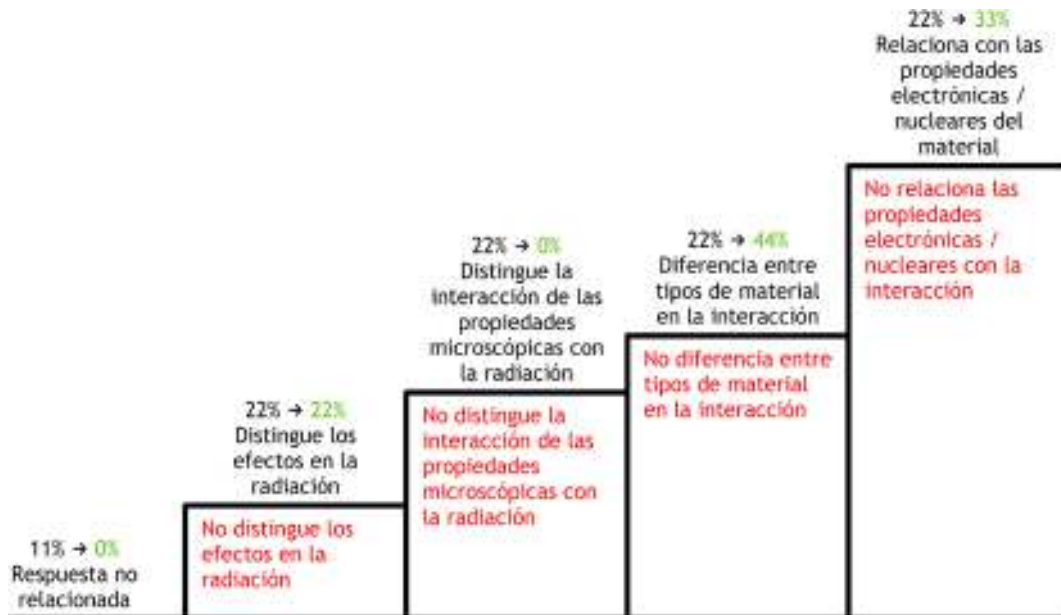 22% → 33%
Relaciona con las
propiedades
electrónicas /
nucleares del
material
No relaciona las
propiedades
electrónicas /
nucleares con la
interacción
22% → 44%
Diferencia entre
tipos de material
en la interacción
No diferencia entre
tipos de material
en la interacción
22% → 0%
Distingue la
interacción de las
propiedades
microscópicas con
la radiación
No distingue la
interacción de las
propiedades
microscópicas con
la radiación
22% → 22%
Distingue los
efectos en la
radiación
No distingue los
efectos en la
radiación
11% → 0%
Respuesta no
relacionada